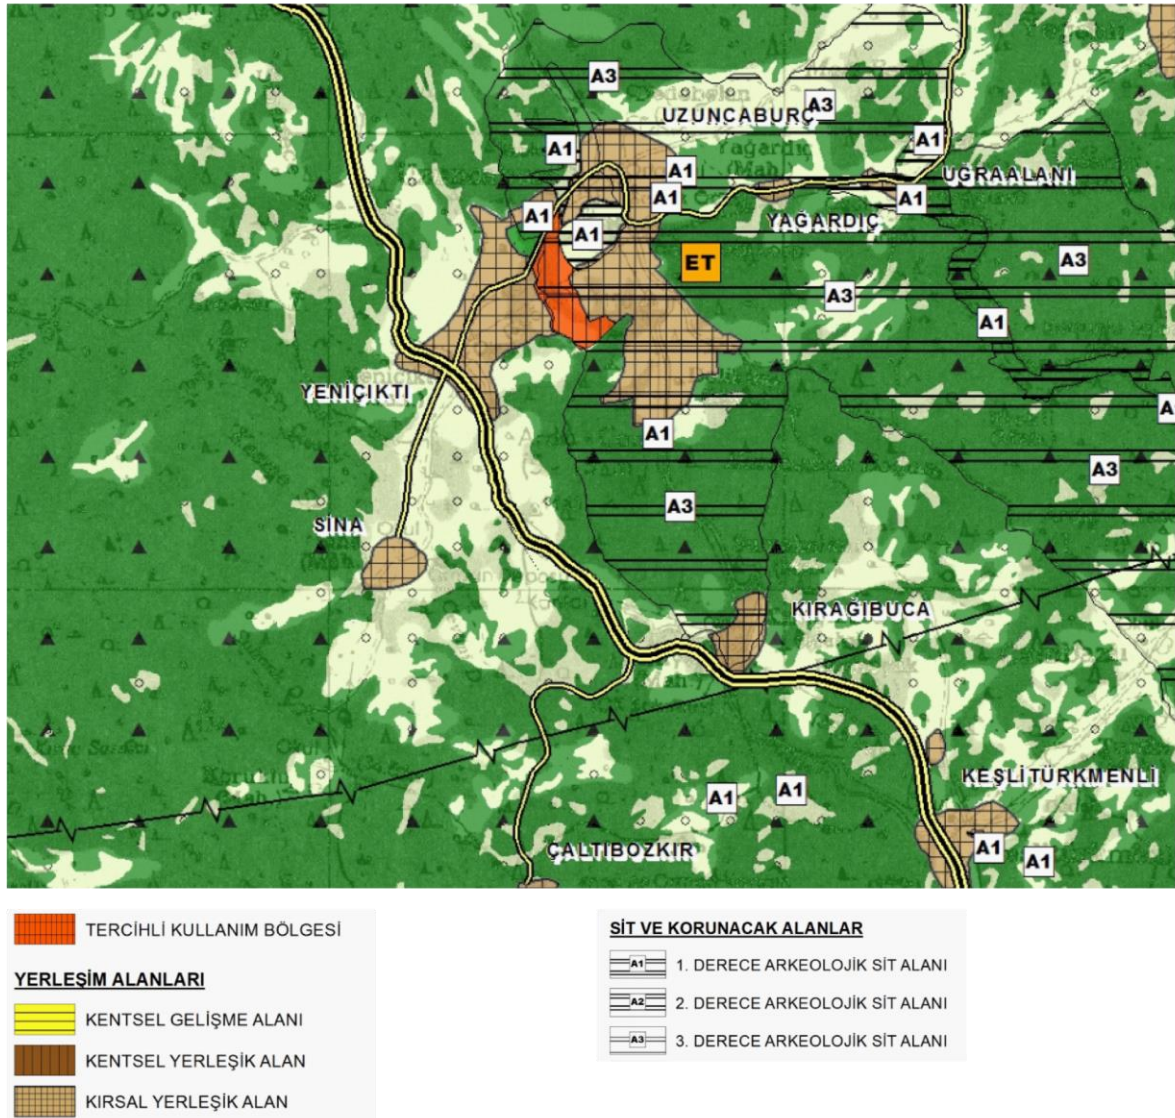 A3
A3
UZUNCABURÇ
A1
A1
A1
UĞRAALANI
A1
A1
A1
YAĞARDIÇ
A1
ET
A3
A3
A1
YENİÇIKTI
A1
A3
A3
SİNA
KIRAĞIBUCA
KEŞLİTÜRKMENLİ
A1
A1
ÇALTIBOZKIR
A1
A1
TERCİHLİ KULLANIM BÖLGESİ
YERLEŞİM ALANLARI
KENTSEL GELİŞME ALANI
KENTSEL YERLEŞİK ALAN
KIRSAL YERLEŞİK ALAN
SİT VE KORUNACAK ALANLAR
A1 1. DERECE ARKEOLOJİK SİT ALANI
A2 2. DERECE ARKEOLOJİK SİT ALANI
A3 3. DERECE ARKEOLOJİK SİT ALANI